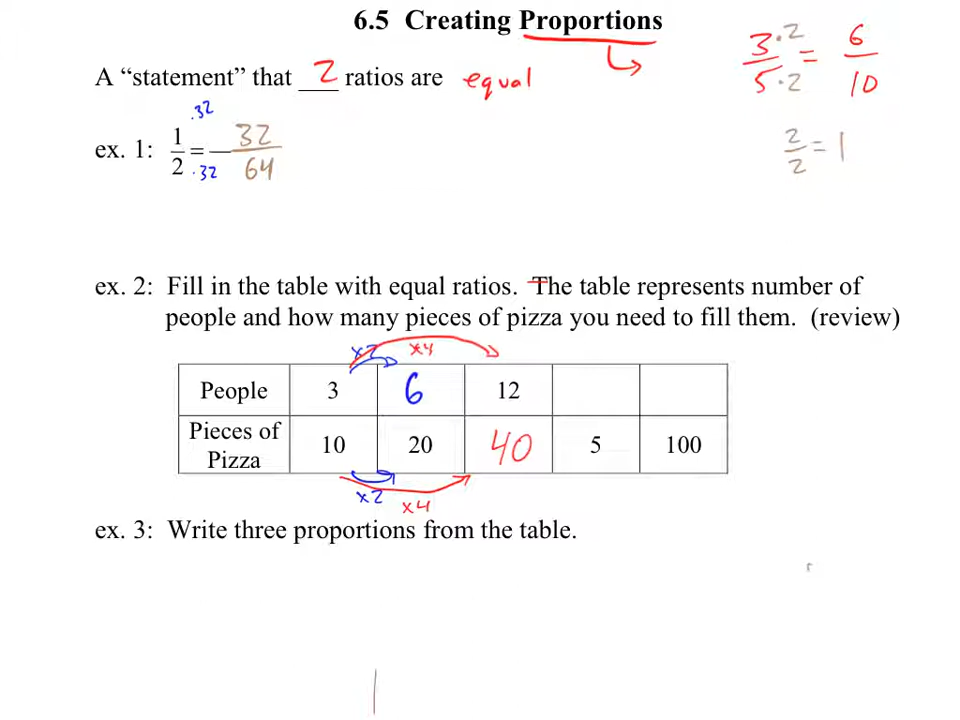 6.5 Creating Proportions
3 ·2 = 6
5 ·2 10
A “statement” that 2 ratios are equal
2/2 = 1
·32
ex. 1: 1/2 = 32/64
·32
ex. 2: Fill in the table with equal ratios. The table represents number of
people and how many pieces of pizza you need to fill them. (review)
x2 x4
People 3 6 12
Pieces of Pizza 10 20 40 5 100
x2 x4
ex. 3: Write three proportions from the table.